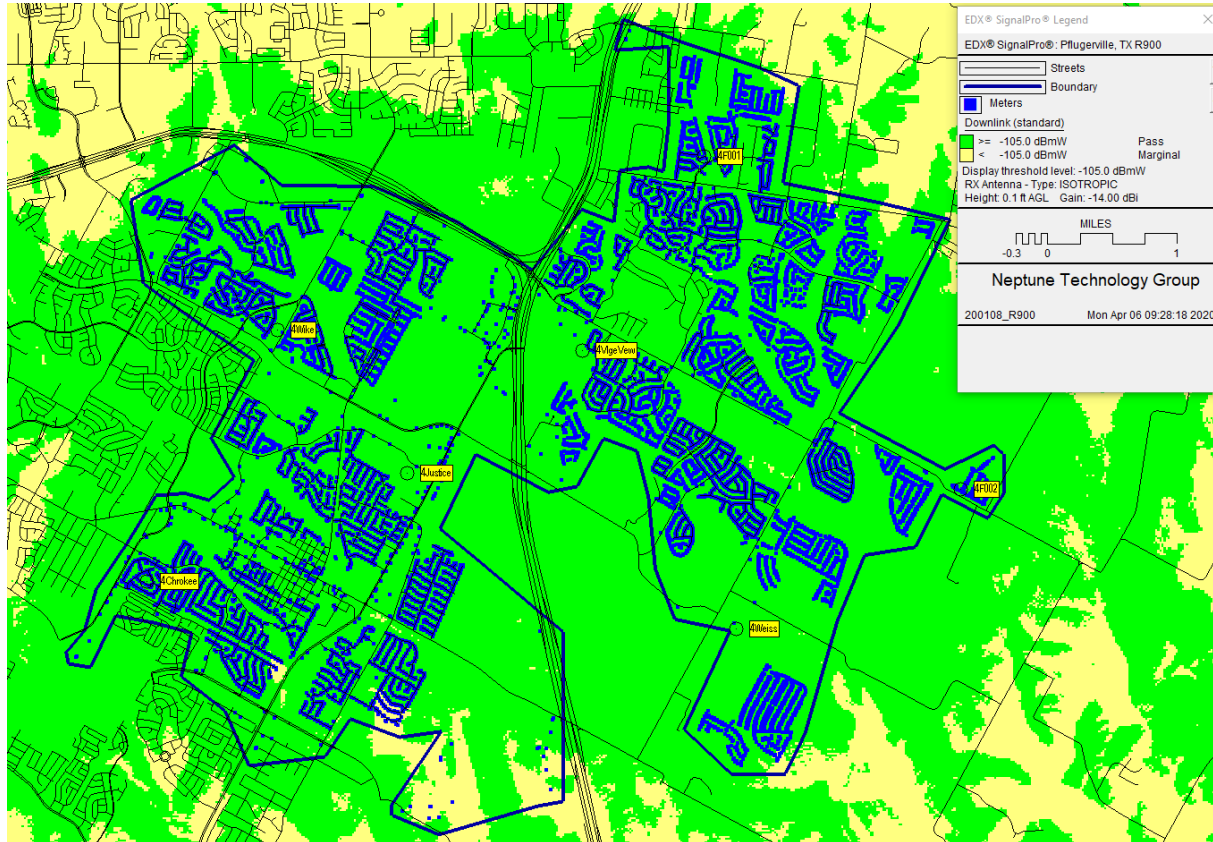 EDX® SignalPro® Legend
EDX® SignalPro®: Pflugerville, TX R900
Streets
Boundary
Meters
Downlink (standard)
>= -105.0 dBmW Pass
< -105.0 dBmW Marginal
Display threshold level: -105.0 dBmW
RX Antenna - Type: ISOTROPIC
Height: 0.1 ft AGL Gain: -14.00 dBi
MILES
-0.3 0 1
Neptune Technology Group
200108_R900 Mon Apr 06 09:28:18 2020
4F001
4Wike
4VlgeVew
4Justice
4F002
4Chrokee
4Weiss